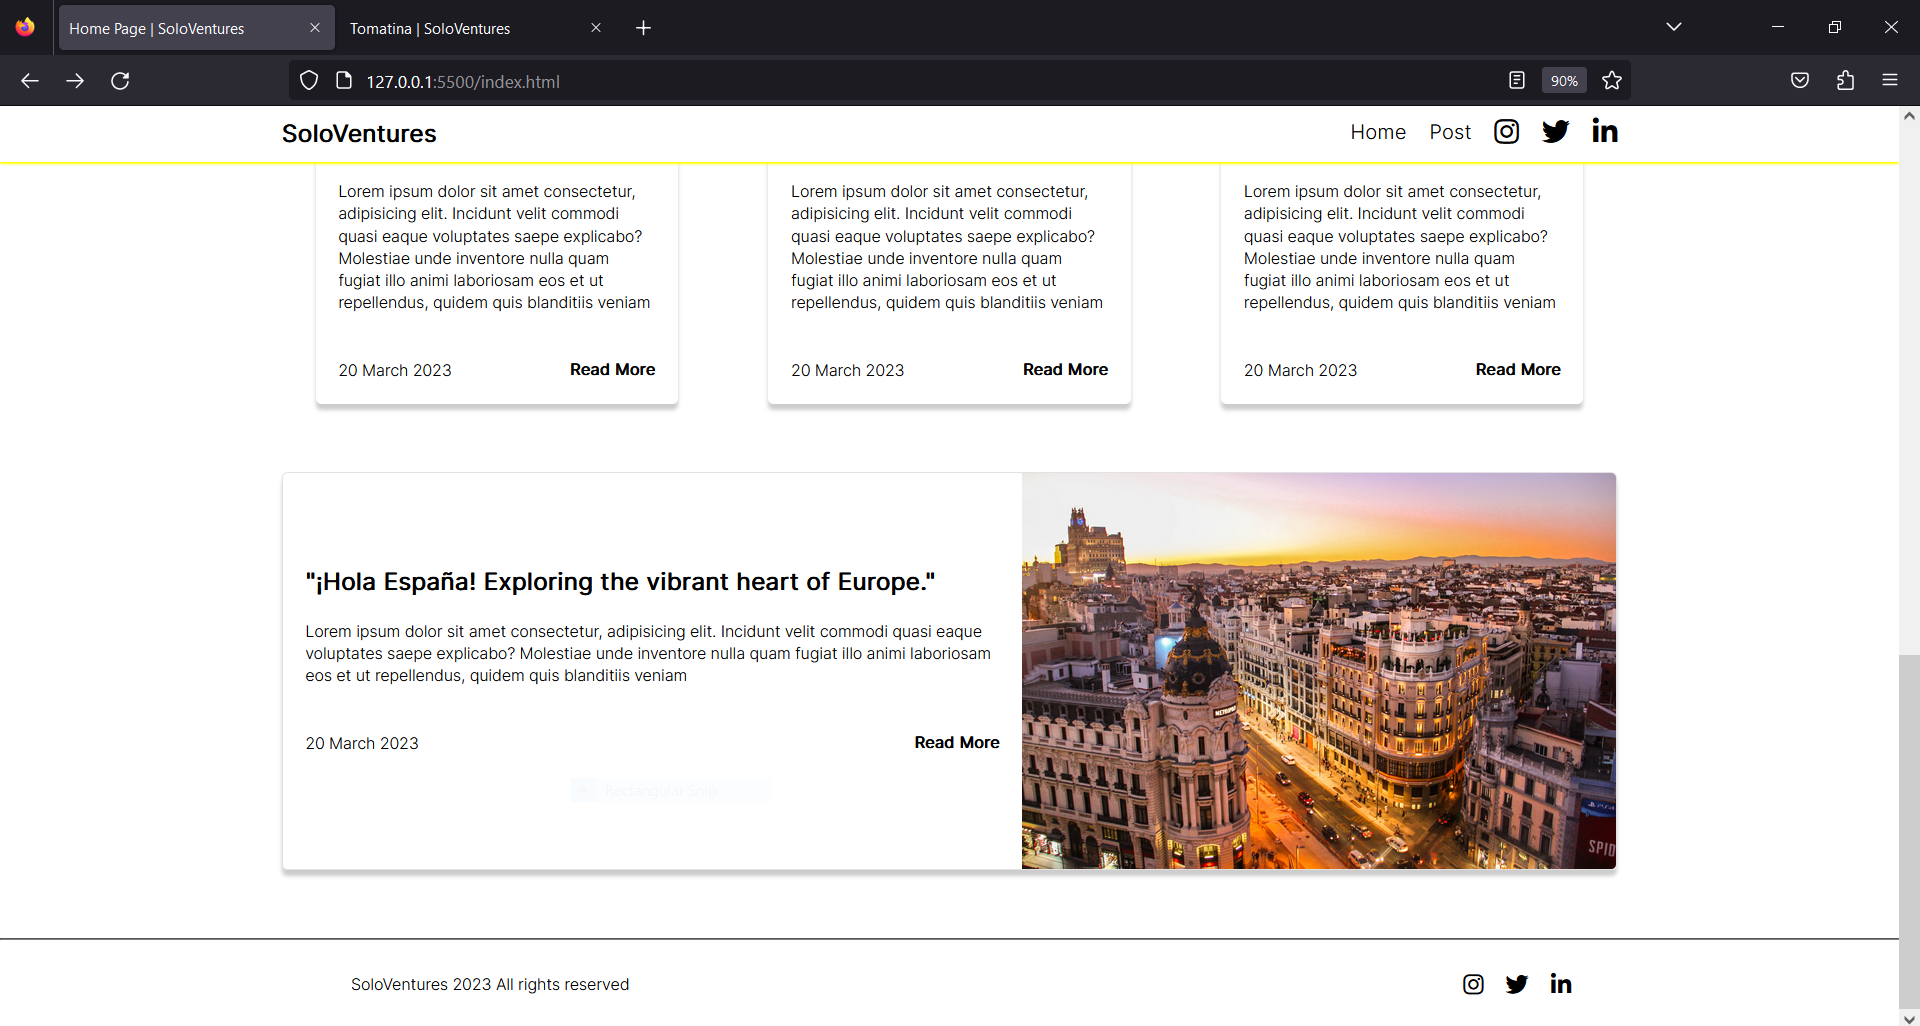 Home Page | SoloVentures
Tomatina | SoloVentures
127.0.0.1:5500/index.html
90%
SoloVentures
Home
Post
Lorem ipsum dolor sit amet consectetur,
adipisicing elit. Incidunt velit commodi
quasi eaque voluptates saepe explicabo?
Molestiae unde inventore nulla quam
fugiat illo animi laboriosam eos et ut
repellendus, quidem quis blanditiis veniam
20 March 2023
Read More
Lorem ipsum dolor sit amet consectetur,
adipisicing elit. Incidunt velit commodi
quasi eaque voluptates saepe explicabo?
Molestiae unde inventore nulla quam
fugiat illo animi laboriosam eos et ut
repellendus, quidem quis blanditiis veniam
20 March 2023
Read More
Lorem ipsum dolor sit amet consectetur,
adipisicing elit. Incidunt velit commodi
quasi eaque voluptates saepe explicabo?
Molestiae unde inventore nulla quam
fugiat illo animi laboriosam eos et ut
repellendus, quidem quis blanditiis veniam
20 March 2023
Read More
"¡Hola España! Exploring the vibrant heart of Europe."
Lorem ipsum dolor sit amet consectetur, adipisicing elit. Incidunt velit commodi quasi eaque
voluptates saepe explicabo? Molestiae unde inventore nulla quam fugiat illo animi laboriosam
eos et ut repellendus, quidem quis blanditiis veniam
20 March 2023
Read More
Rectangular Snip
SPID
SoloVentures 2023 All rights reserved